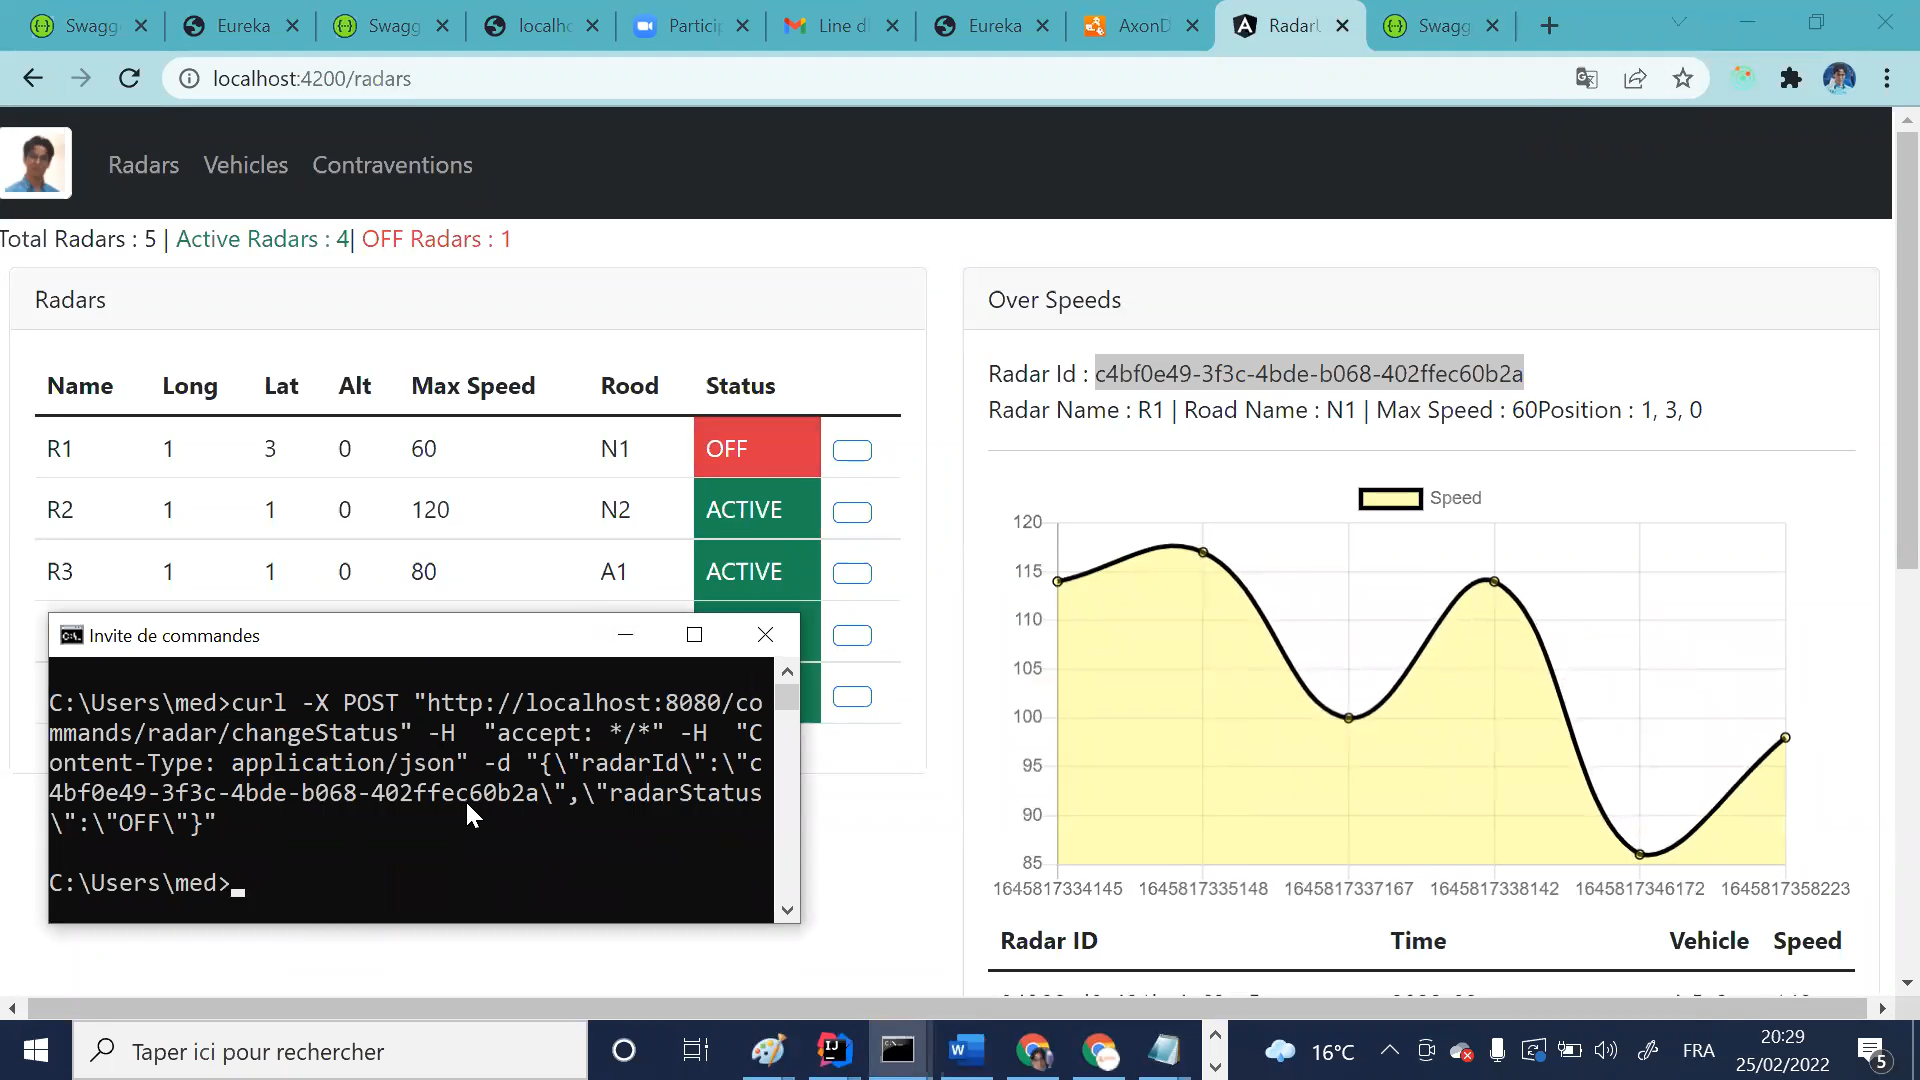 Swagg
Eureka
Swagg
localho
Particip
Line dl
Eureka
AxonD
RadarU
Swagg
localhost:4200/radars
Radars Vehicles Contraventions
Total Radars : 5 | Active Radars : 4| OFF Radars : 1
Radars
Name Long Lat Alt Max Speed Rood Status
R1 1 3 0 60 N1 OFF
R2 1 1 0 120 N2 ACTIVE
R3 1 1 0 80 A1 ACTIVE
Invite de commandes
C:\Users\med>curl -X POST "http://localhost:8080/co
mmands/radar/changeStatus" -H  "accept: */*" -H  "C
ontent-Type: application/json" -d "{\"radarId\":\"c
4bf0e49-3f3c-4bde-b068-402ffec60b2a\",\"radarStatus
\":\"OFF\"}"
C:\Users\med>
Over Speeds
Radar Id : c4bf0e49-3f3c-4bde-b068-402ffec60b2a
Radar Name : R1 | Road Name : N1 | Max Speed : 60Position : 1, 3, 0
Speed
120
115
110
105
100
95
90
85
1645817334145 1645817335148 1645817337167 1645817338142 1645817346172 1645817358223
Radar ID Time Vehicle Speed
Taper ici pour rechercher
16°C
FRA
20:29
25/02/2022
5